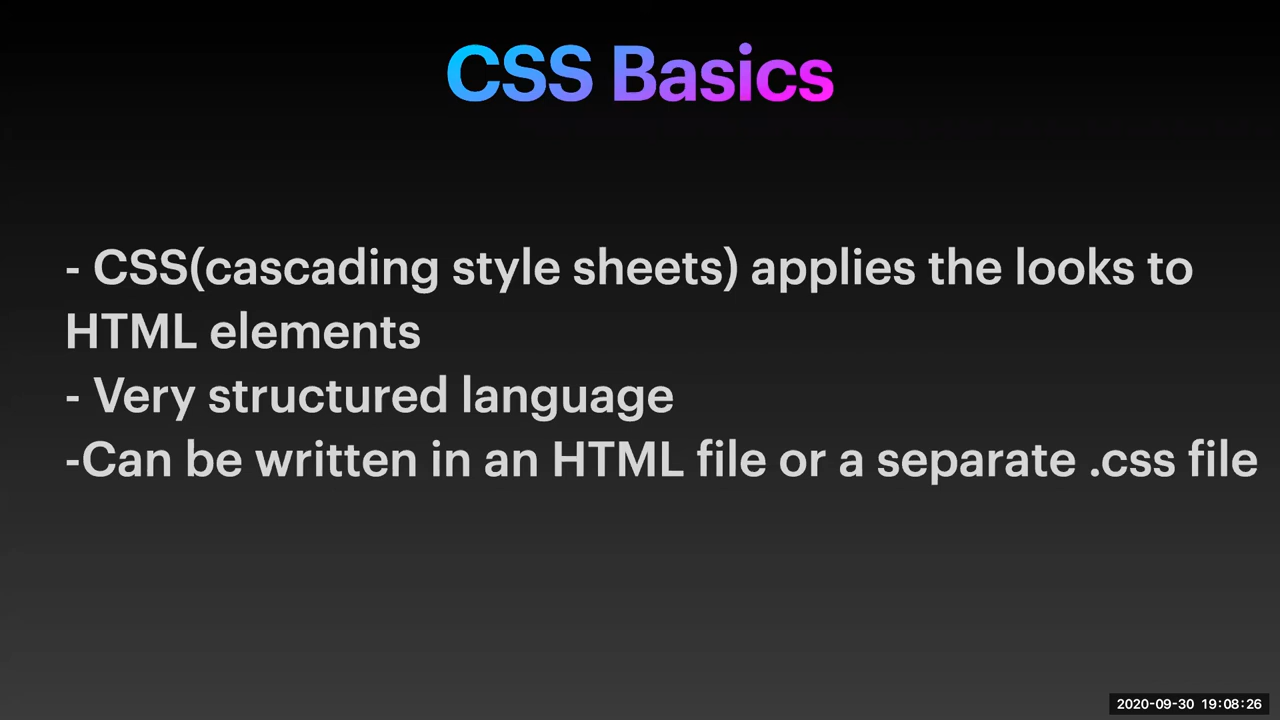 CSS Basics
- CSS(cascading style sheets) applies the looks to
HTML elements
- Very structured language
-Can be written in an HTML file or a separate .css file
2020-09-30 19:08:26